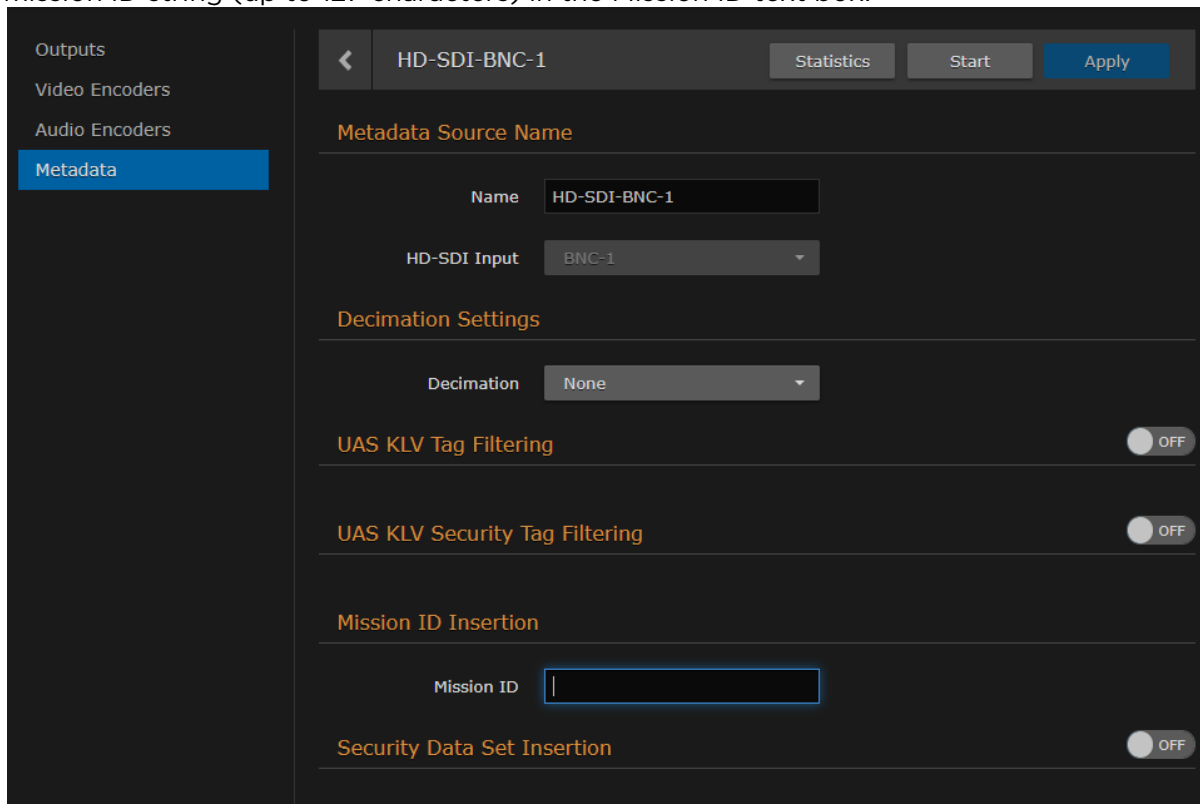 mission ID string (up to 127 characters) in the Mission ID text box.
Outputs
Video Encoders
Audio Encoders
Metadata
HD-SDI-BNC-1
Statistics
Start
Apply
Metadata Source Name
Name HD-SDI-BNC-1
HD-SDI Input BNC-1
Decimation Settings
Decimation None
UAS KLV Tag Filtering OFF
UAS KLV Security Tag Filtering OFF
Mission ID Insertion
Mission ID
Security Data Set Insertion OFF